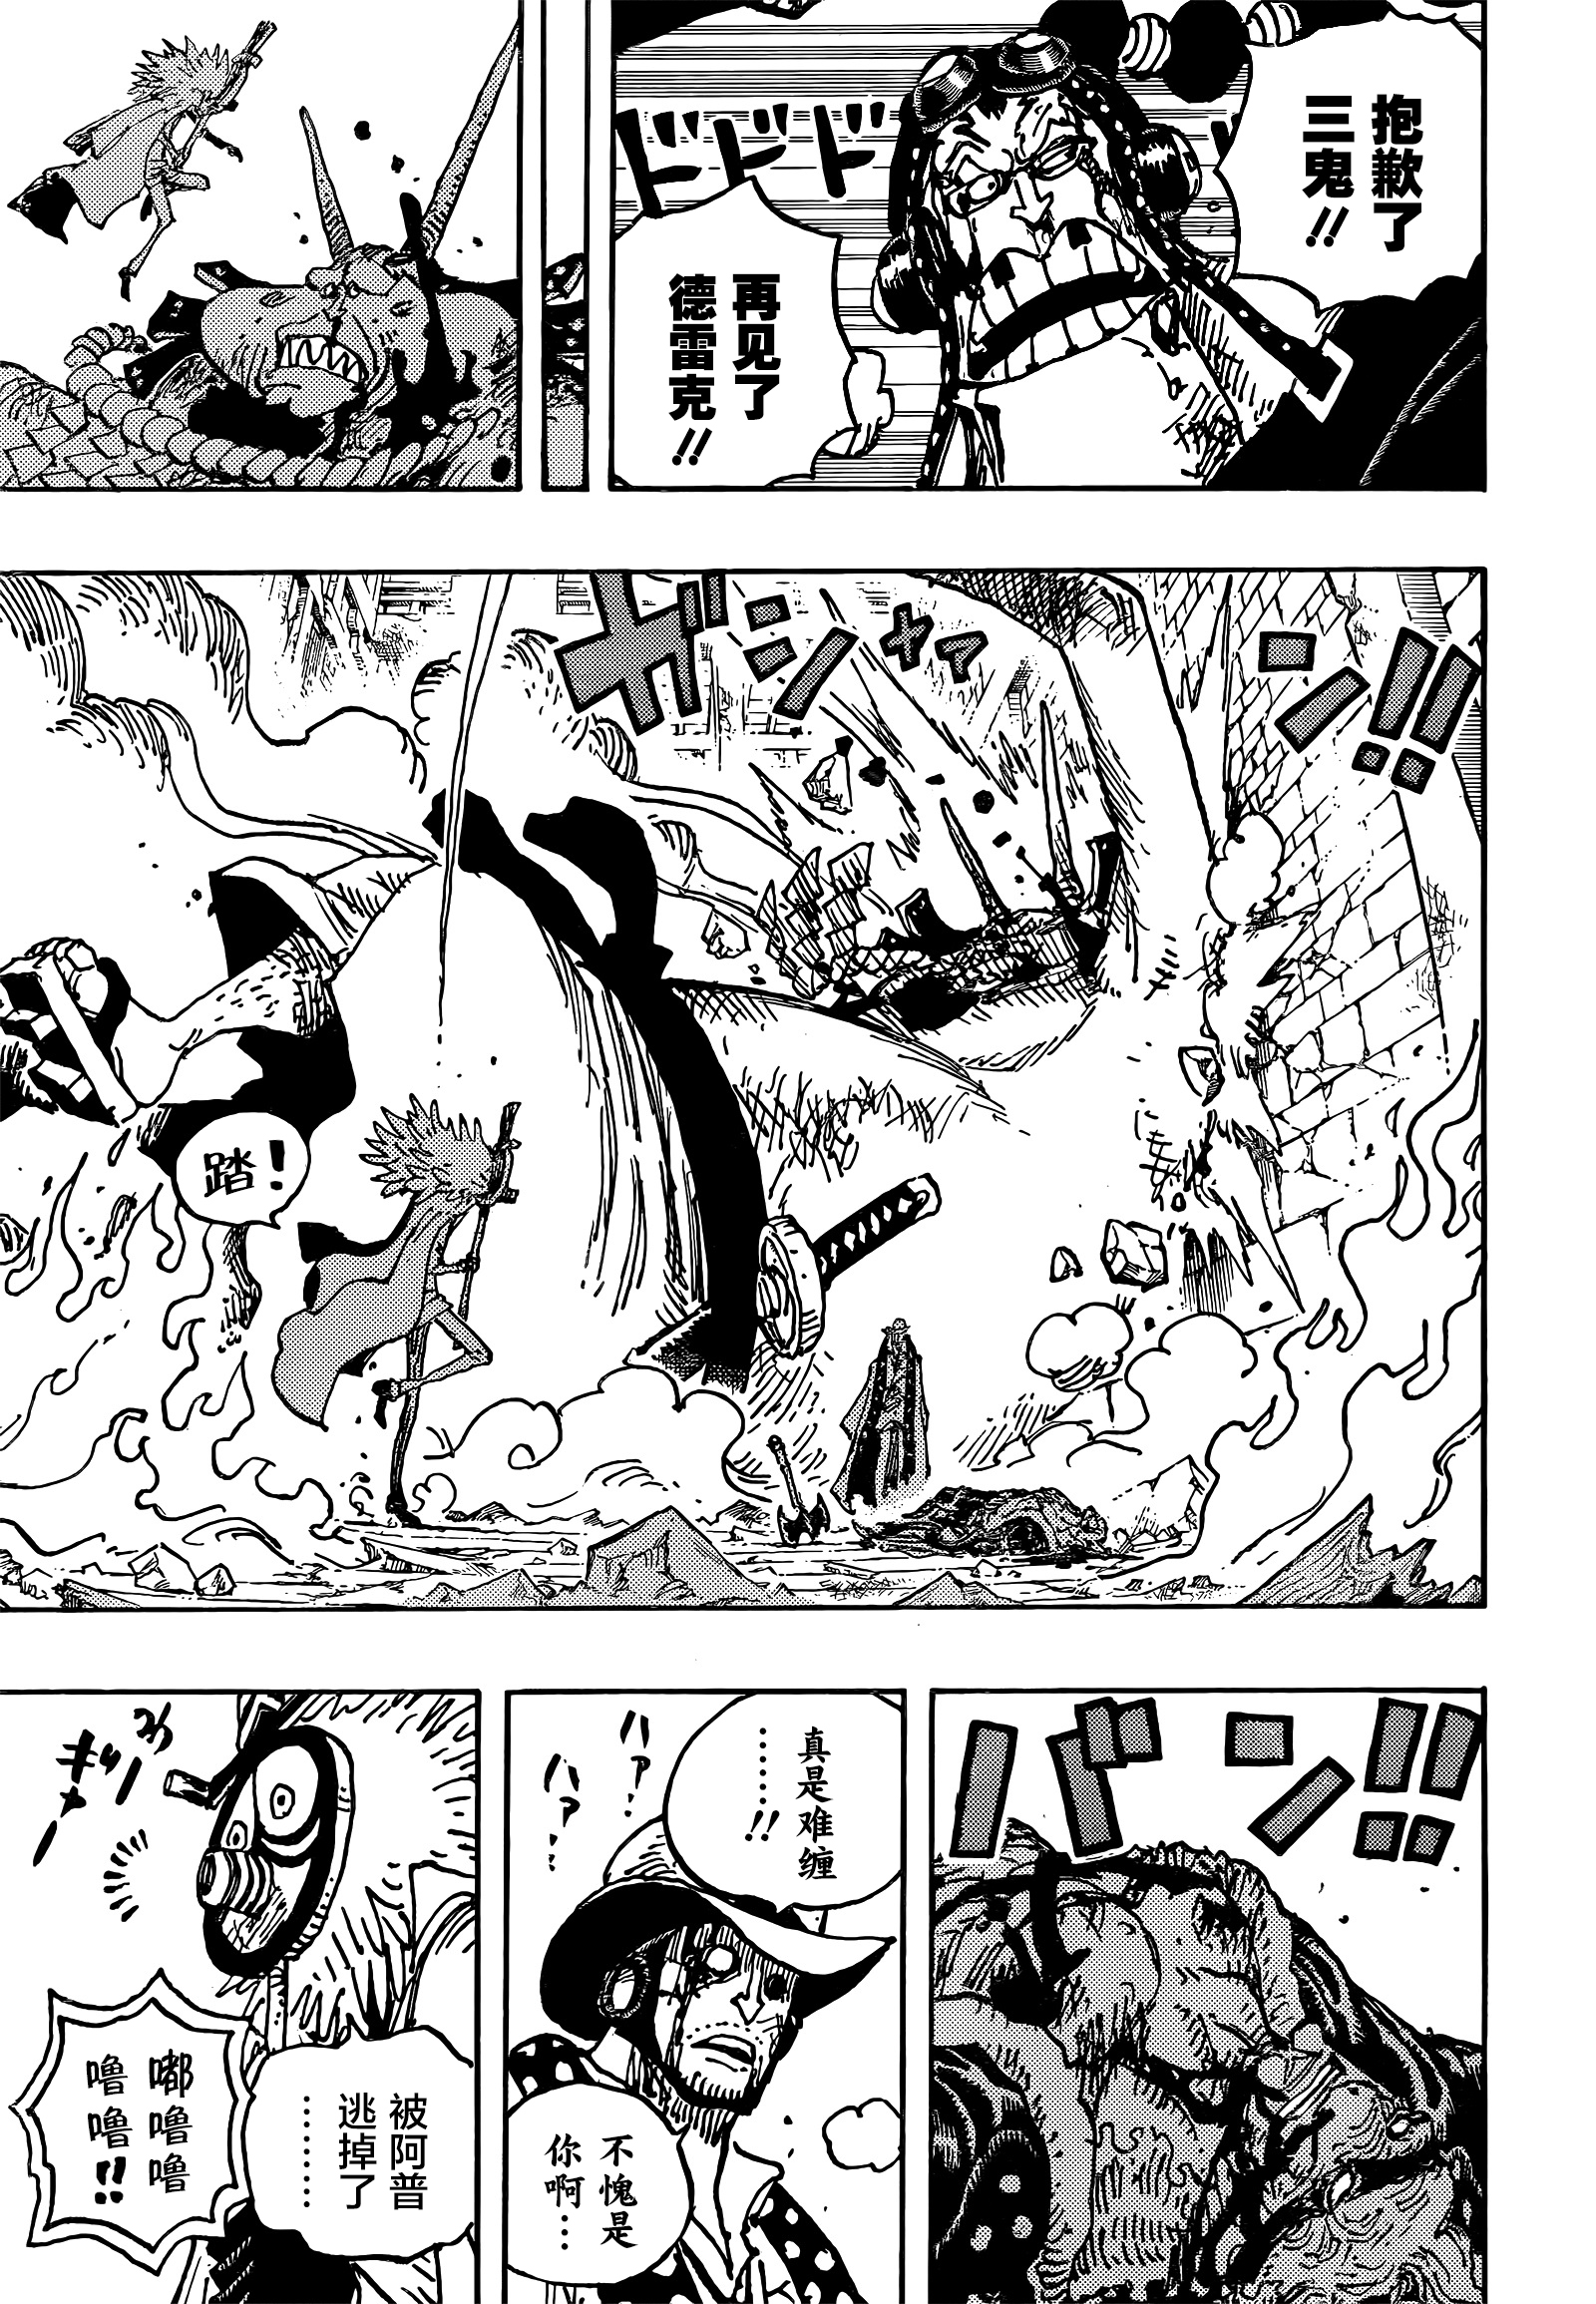 抱歉了
三鬼!!
ドドド
再见了
德雷克!!
ガシャァン!!
踏!
バン!!
真是难缠
……!!
ハァ…
ハァ…
不愧是
你啊…
被阿普
逃掉了
……
嘟噜噜
噜噜!!